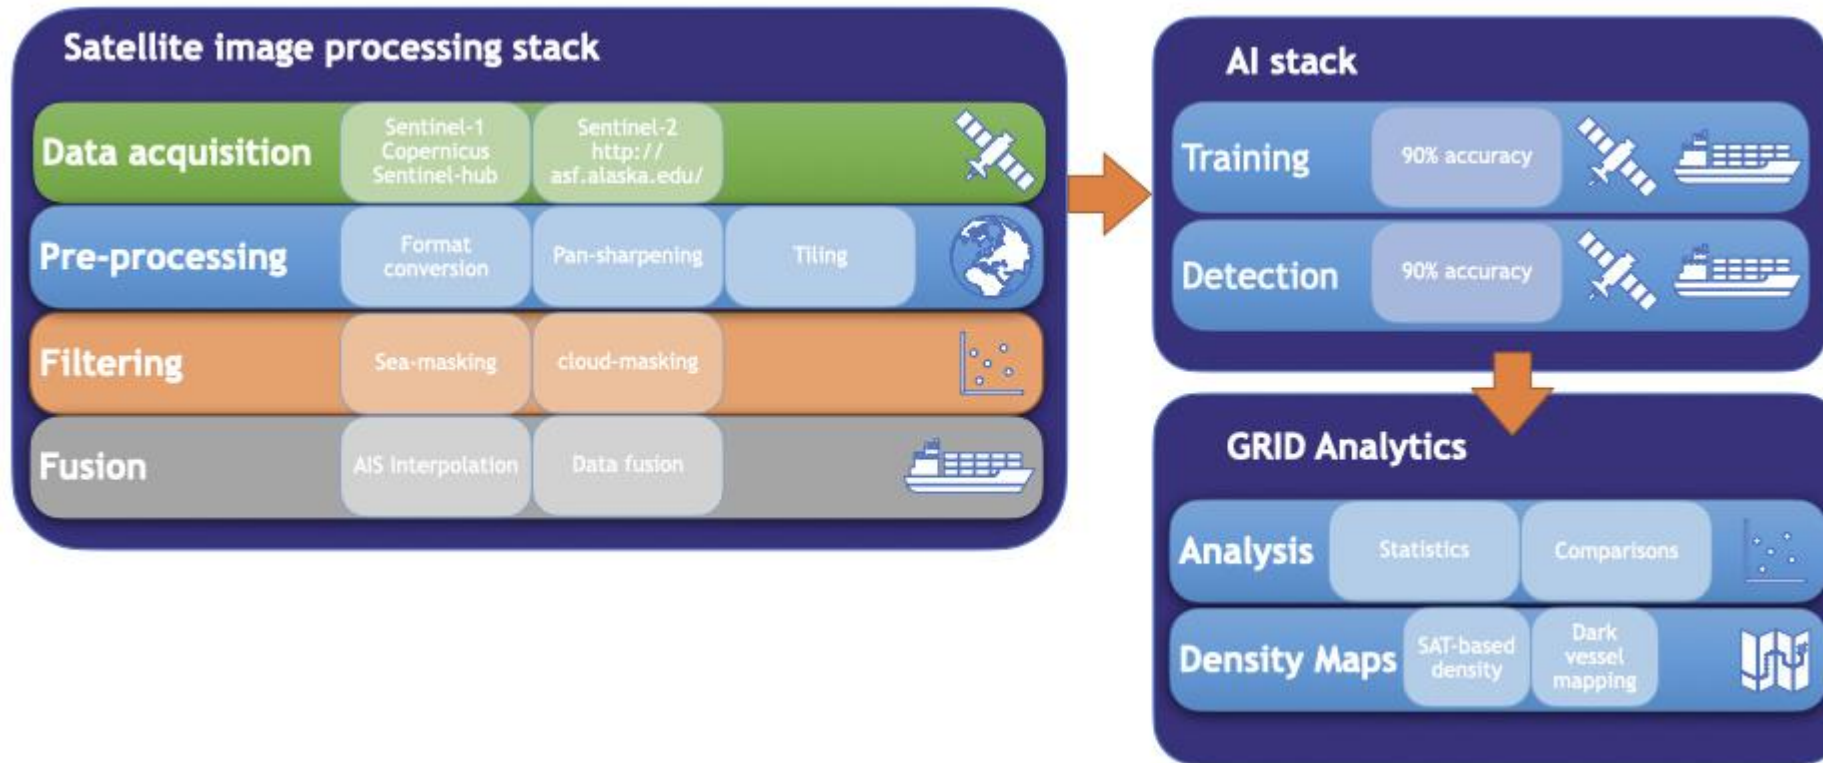 Satellite image processing stack
Data acquisition
Sentinel-1
Copernicus
Sentinel-hub
Sentinel-2
http://
asf.alaska.edu/
Pre-processing
Format
conversion
Pan-sharpening
Tiling
Filtering
Sea-masking
cloud-masking
Fusion
AIS Interpolation
Data fusion
AI stack
Training
90% accuracy
Detection
90% accuracy
GRID Analytics
Analysis
Statistics
Comparisons
Density Maps
SAT-based
density
Dark
vessel
mapping